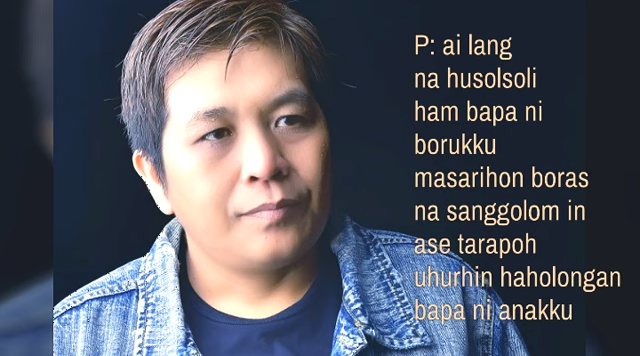 P: ai lang
na husolsoli
ham bapa ni
borukku
masarihon boras
na sanggolom in
ase tarapoh
uhurhin haholongan
bapa ni anakku